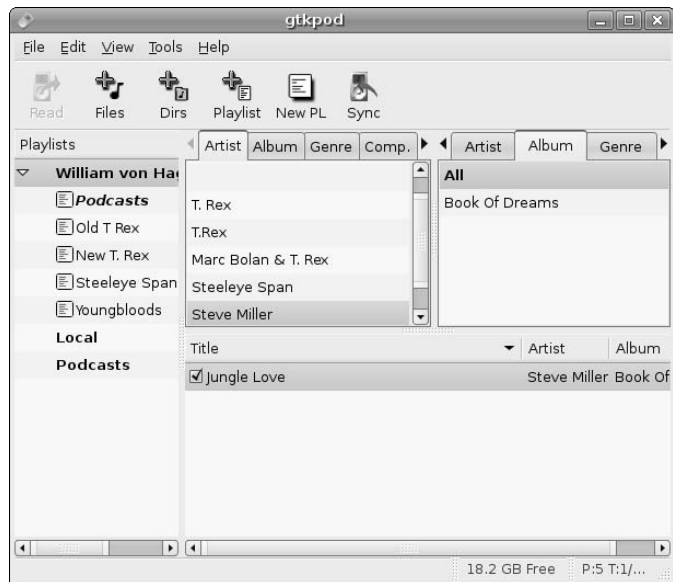 gtkpod
File Edit View Tools Help
Read Files Dirs Playlist New PL Sync
Playlists
William von Ha
Podcasts
Old T Rex
New T. Rex
Steeleye Span
Youngbloods
Local
Podcasts
Artist Album Genre Comp.
T. Rex
T.Rex
Marc Bolan & T. Rex
Steeleye Span
Steve Miller
Artist Album Genre
All
Book Of Dreams
Title Artist Album
Jungle Love Steve Miller Book Of
18.2 GB Free P:5 T:1/...